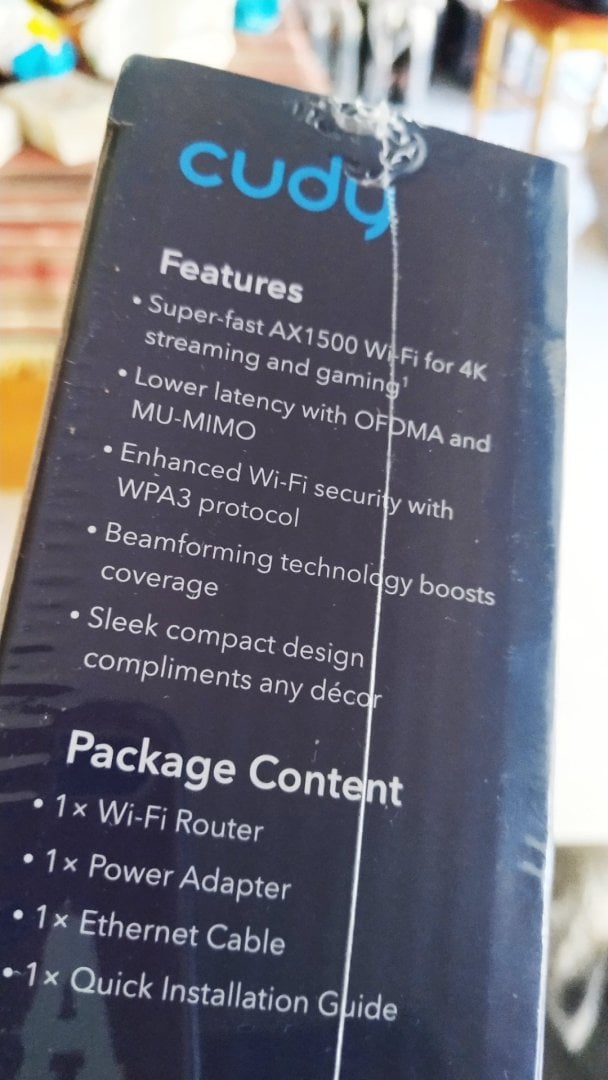 cudy
Features
• Super-fast AX1500 Wi-Fi for 4K
streaming and gaming¹
• Lower latency with OFDMA and
MU-MIMO
• Enhanced Wi-Fi security with
WPA3 protocol
• Beamforming technology boosts
coverage
• Sleek compact design
compliments any décor
Package Content
• 1× Wi-Fi Router
• 1× Power Adapter
• 1× Ethernet Cable
• 1× Quick Installation Guide